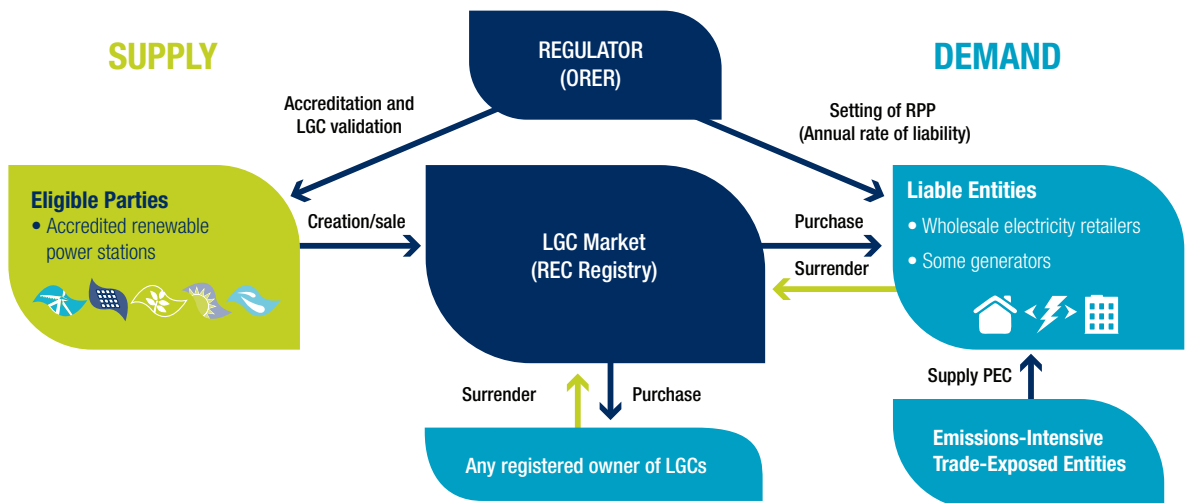 SUPPLY
REGULATOR
(ORER)
DEMAND
Accreditation and
LGC validation
Setting of RPP
(Annual rate of liability)
Eligible Parties
• Accredited renewable
power stations
Creation/sale
LGC Market
(REC Registry)
Purchase
Surrender
Liable Entities
• Wholesale electricity retailers
• Some generators
Surrender
Purchase
Supply PEC
Any registered owner of LGCs
Emissions-Intensive
Trade-Exposed Entities